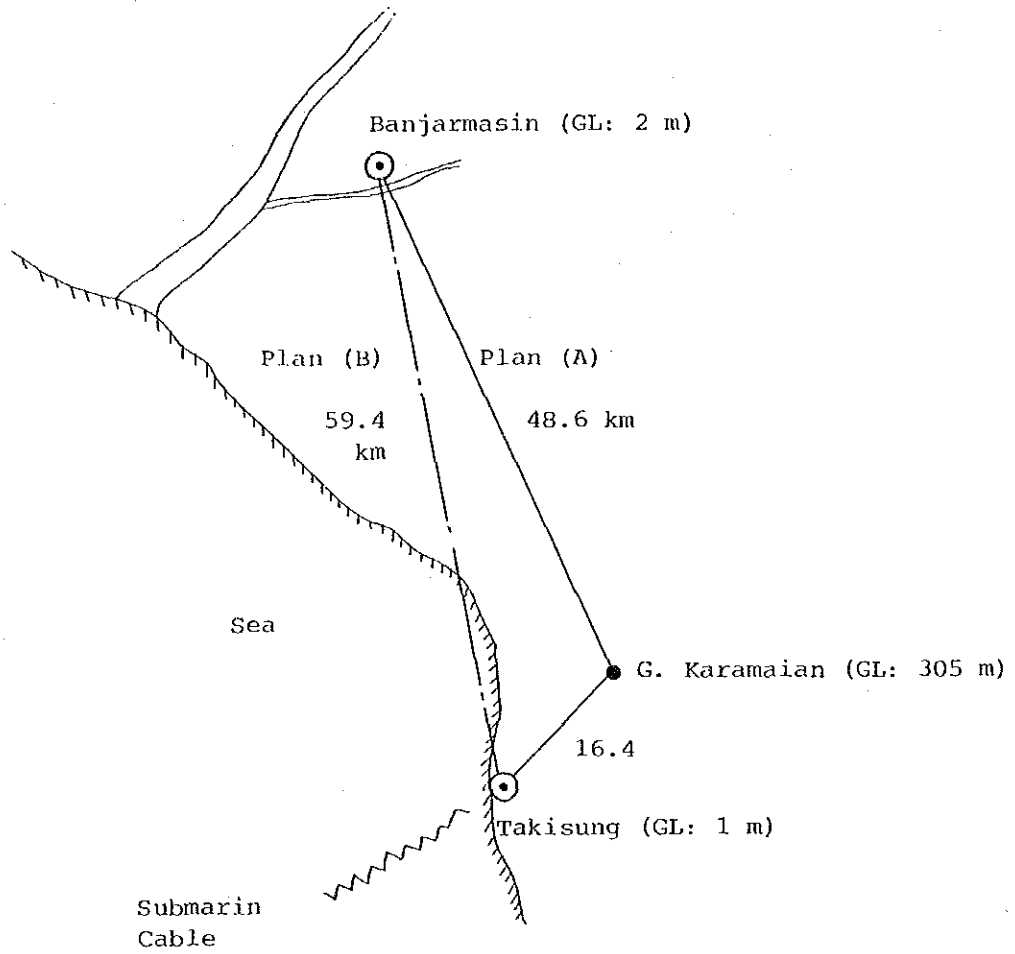 Banjarmasin (GL: 2 m)
Plan (B)
Plan (A)
59.4
km
48.6 km
Sea
G. Karamaian (GL: 305 m)
16.4
Takisung (GL: 1 m)
Submarin
Cable